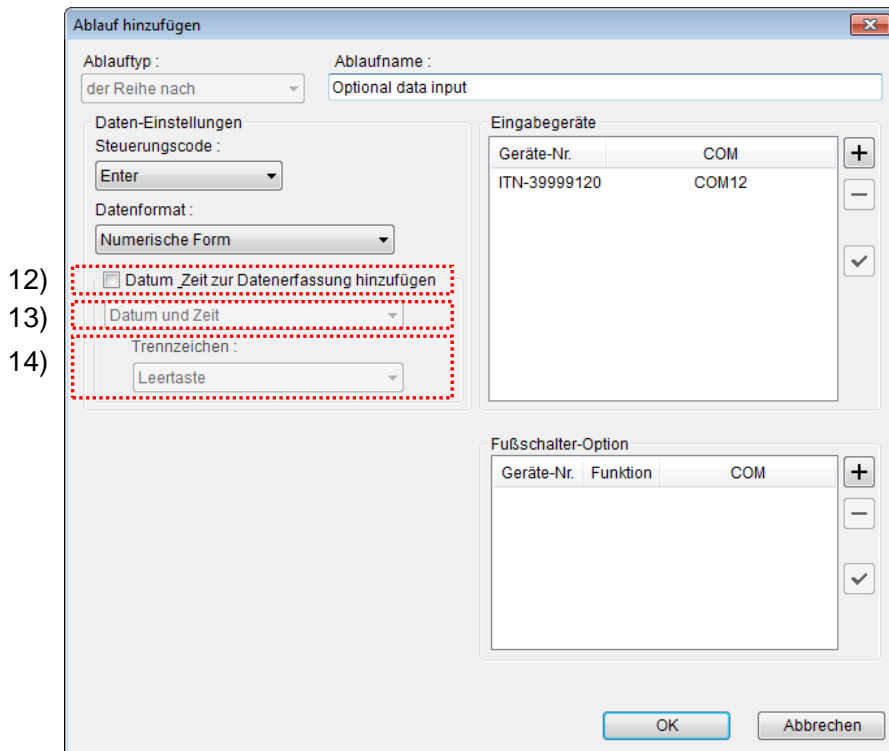 Ablauf hinzufügen
Ablauftyp :
Ablaufname :
der Reihe nach
Optional data input
Daten-Einstellungen
Steuerungscode :
Enter
Datenformat :
Numerische Form
12)
Datum _Zeit zur Datenerfassung hinzufügen
13)
Datum und Zeit
14)
Trennzeichen :
Leertaste
Eingabegeräte
Geräte-Nr. COM
ITN-39999120 COM12
Fußschalter-Option
Geräte-Nr. Funktion COM
OK
Abbrechen